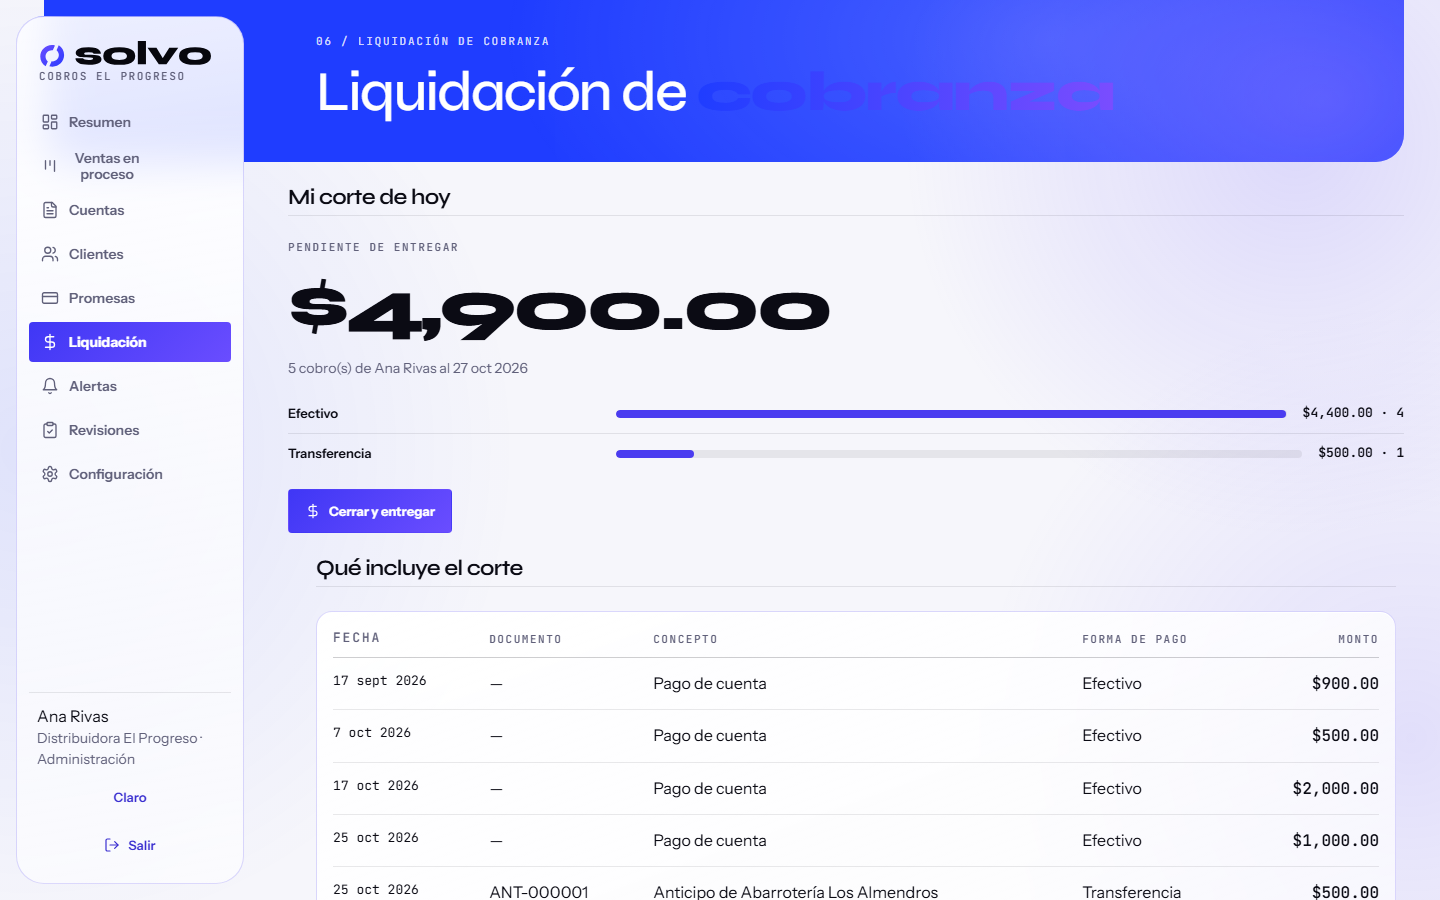 solvo
COBROS EL PROGRESO
Resumen
Ventas en
proceso
Cuentas
Clientes
Promesas
Liquidación
Alertas
Revisiones
Configuración
Ana Rivas
Distribuidora El Progreso ·
Administración
Claro
Salir
06 / LIQUIDACIÓN DE COBRANZA
Liquidación de cobranza
Mi corte de hoy
PENDIENTE DE ENTREGAR
$4,900.00
5 cobro(s) de Ana Rivas al 27 oct 2026
Efectivo $4,400.00 · 4
Transferencia $500.00 · 1
Cerrar y entregar
Qué incluye el corte
FECHA DOCUMENTO CONCEPTO FORMA DE PAGO MONTO
17 sept 2026 — Pago de cuenta Efectivo $900.00
7 oct 2026 — Pago de cuenta Efectivo $500.00
17 oct 2026 — Pago de cuenta Efectivo $2,000.00
25 oct 2026 — Pago de cuenta Efectivo $1,000.00
25 oct 2026 ANT-000001 Anticipo de Abarrotería Los Almendros Transferencia $500.00